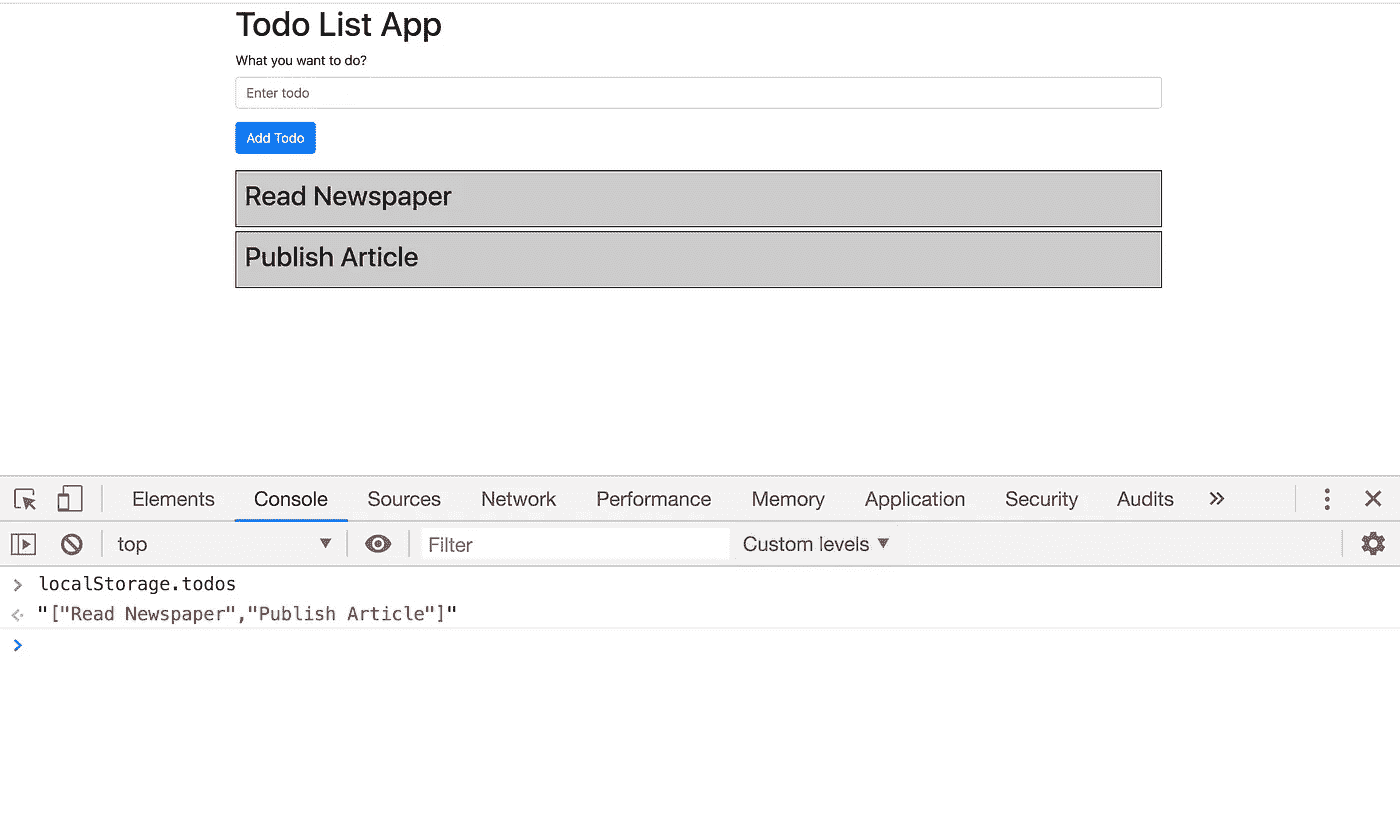 Todo List App
What you want to do?
Enter todo
Add Todo
Read Newspaper
Publish Article
Elements Console Sources Network Performance Memory Application Security Audits »
top Filter Custom levels
> localStorage.todos
"["Read Newspaper","Publish Article"]"